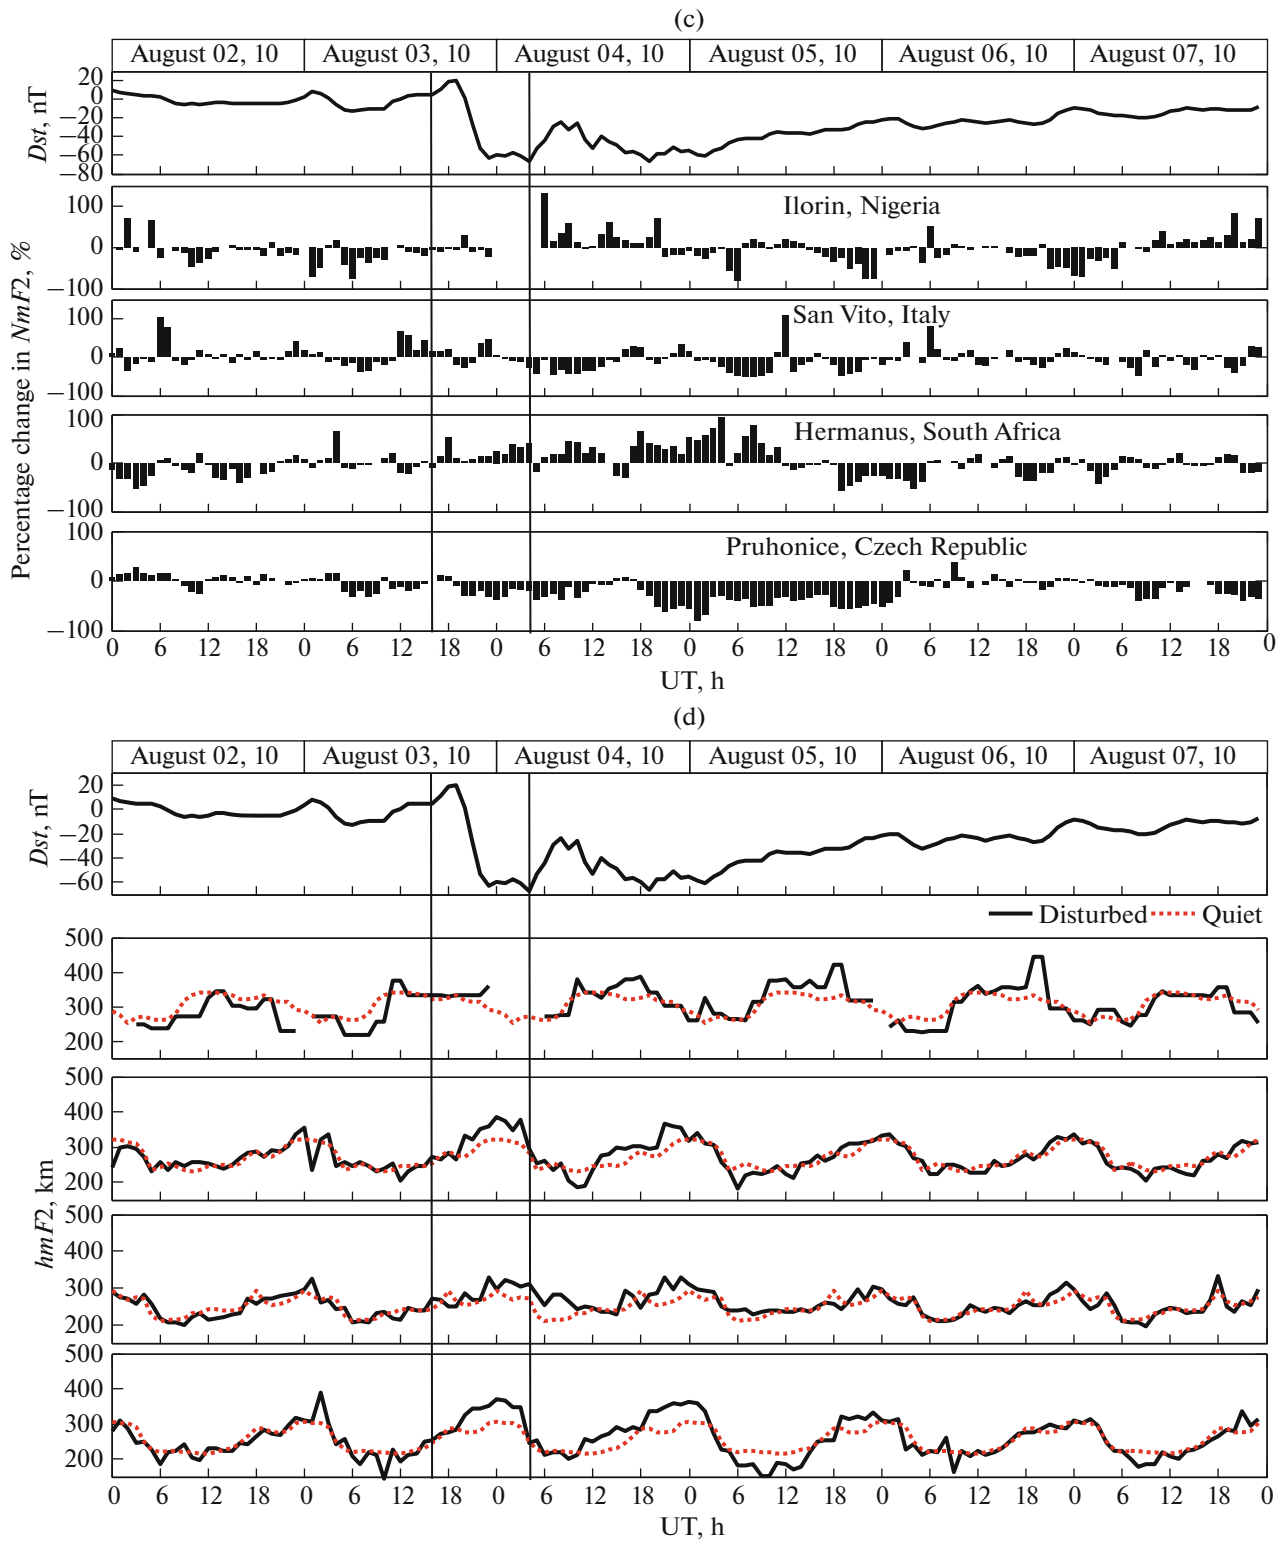 (c)
August 02, 10 August 03, 10 August 04, 10 August 05, 10 August 06, 10 August 07, 10
Dst, nT
20
0
−20
−40
−60
−80
Percentage change in NmF2, %
Ilorin, Nigeria
100
0
−100
San Vito, Italy
100
0
−100
Hermanus, South Africa
100
0
−100
Pruhonice, Czech Republic
100
0
−100
0 6 12 18 0 6 12 18 0 6 12 18 0 6 12 18 0 6 12 18 0 6 12 18 0
UT, h
(d)
August 02, 10 August 03, 10 August 04, 10 August 05, 10 August 06, 10 August 07, 10
Dst, nT
20
0
−20
−40
−60
Disturbed Quiet
hmF2, km
500
400
300
200
500
400
300
200
500
400
300
200
500
400
300
200
0 6 12 18 0 6 12 18 0 6 12 18 0 6 12 18 0 6 12 18 0 6 12 18 0
UT, h